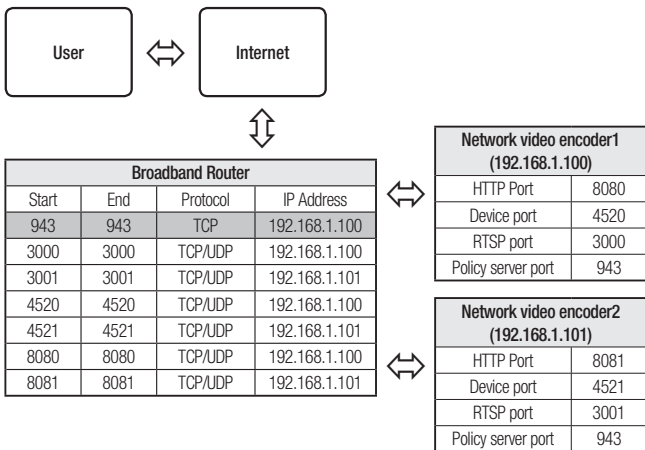 User
Internet
Broadband Router
Start End Protocol IP Address
943 943 TCP 192.168.1.100
3000 3000 TCP/UDP 192.168.1.100
3001 3001 TCP/UDP 192.168.1.101
4520 4520 TCP/UDP 192.168.1.100
4521 4521 TCP/UDP 192.168.1.101
8080 8080 TCP/UDP 192.168.1.100
8081 8081 TCP/UDP 192.168.1.101
Network video encoder1
(192.168.1.100)
HTTP Port 8080
Device port 4520
RTSP port 3000
Policy server port 943
Network video encoder2
(192.168.1.101)
HTTP Port 8081
Device port 4521
RTSP port 3001
Policy server port 943